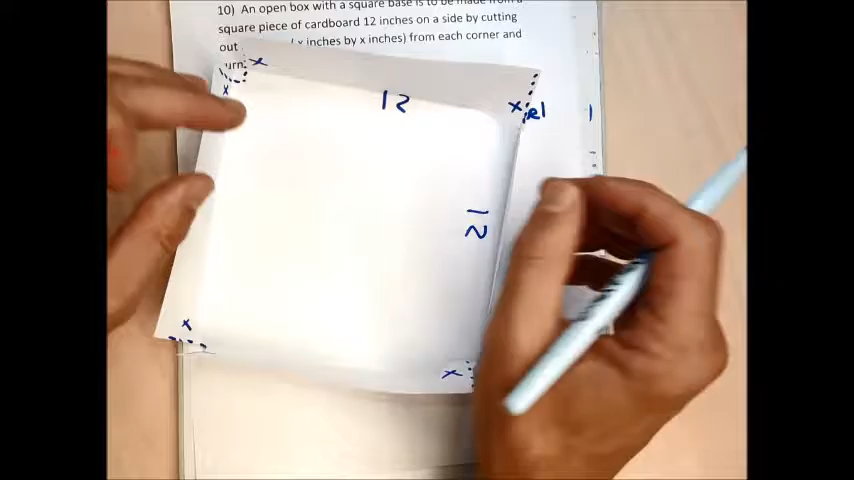 10) An open box with a square base is to be made from a
square piece of cardboard 12 inches on a side by cutting
out x inches by x inches) from each corner and
urn
x
x
12
x
12
x
x